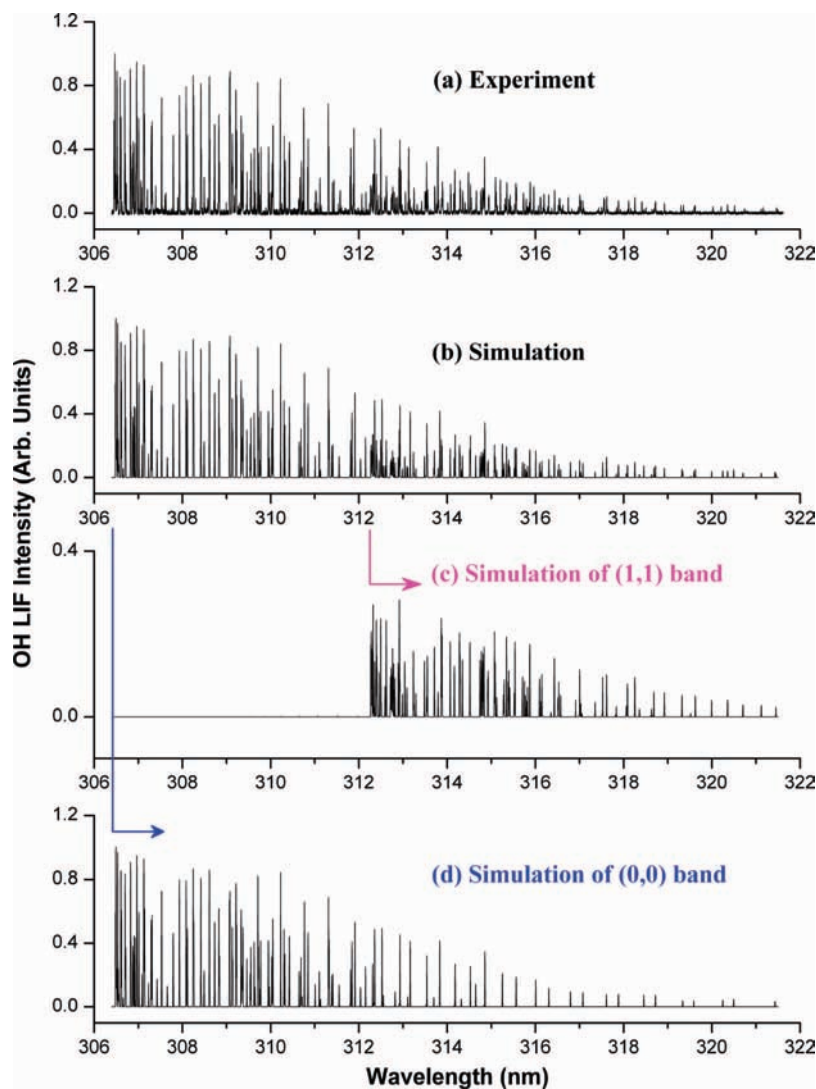 1.2
0.8
0.4
0.0
(a) Experiment
306 308 310 312 314 316 318 320 322
1.2
0.8
0.4
0.0
(b) Simulation
306 308 310 312 314 316 318 320 322
OH LIF Intensity (Arb. Units)
0.4
0.0
(c) Simulation of (1,1) band
306 308 310 312 314 316 318 320 322
1.2
0.8
0.4
0.0
(d) Simulation of (0,0) band
306 308 310 312 314 316 318 320 322
Wavelength (nm)